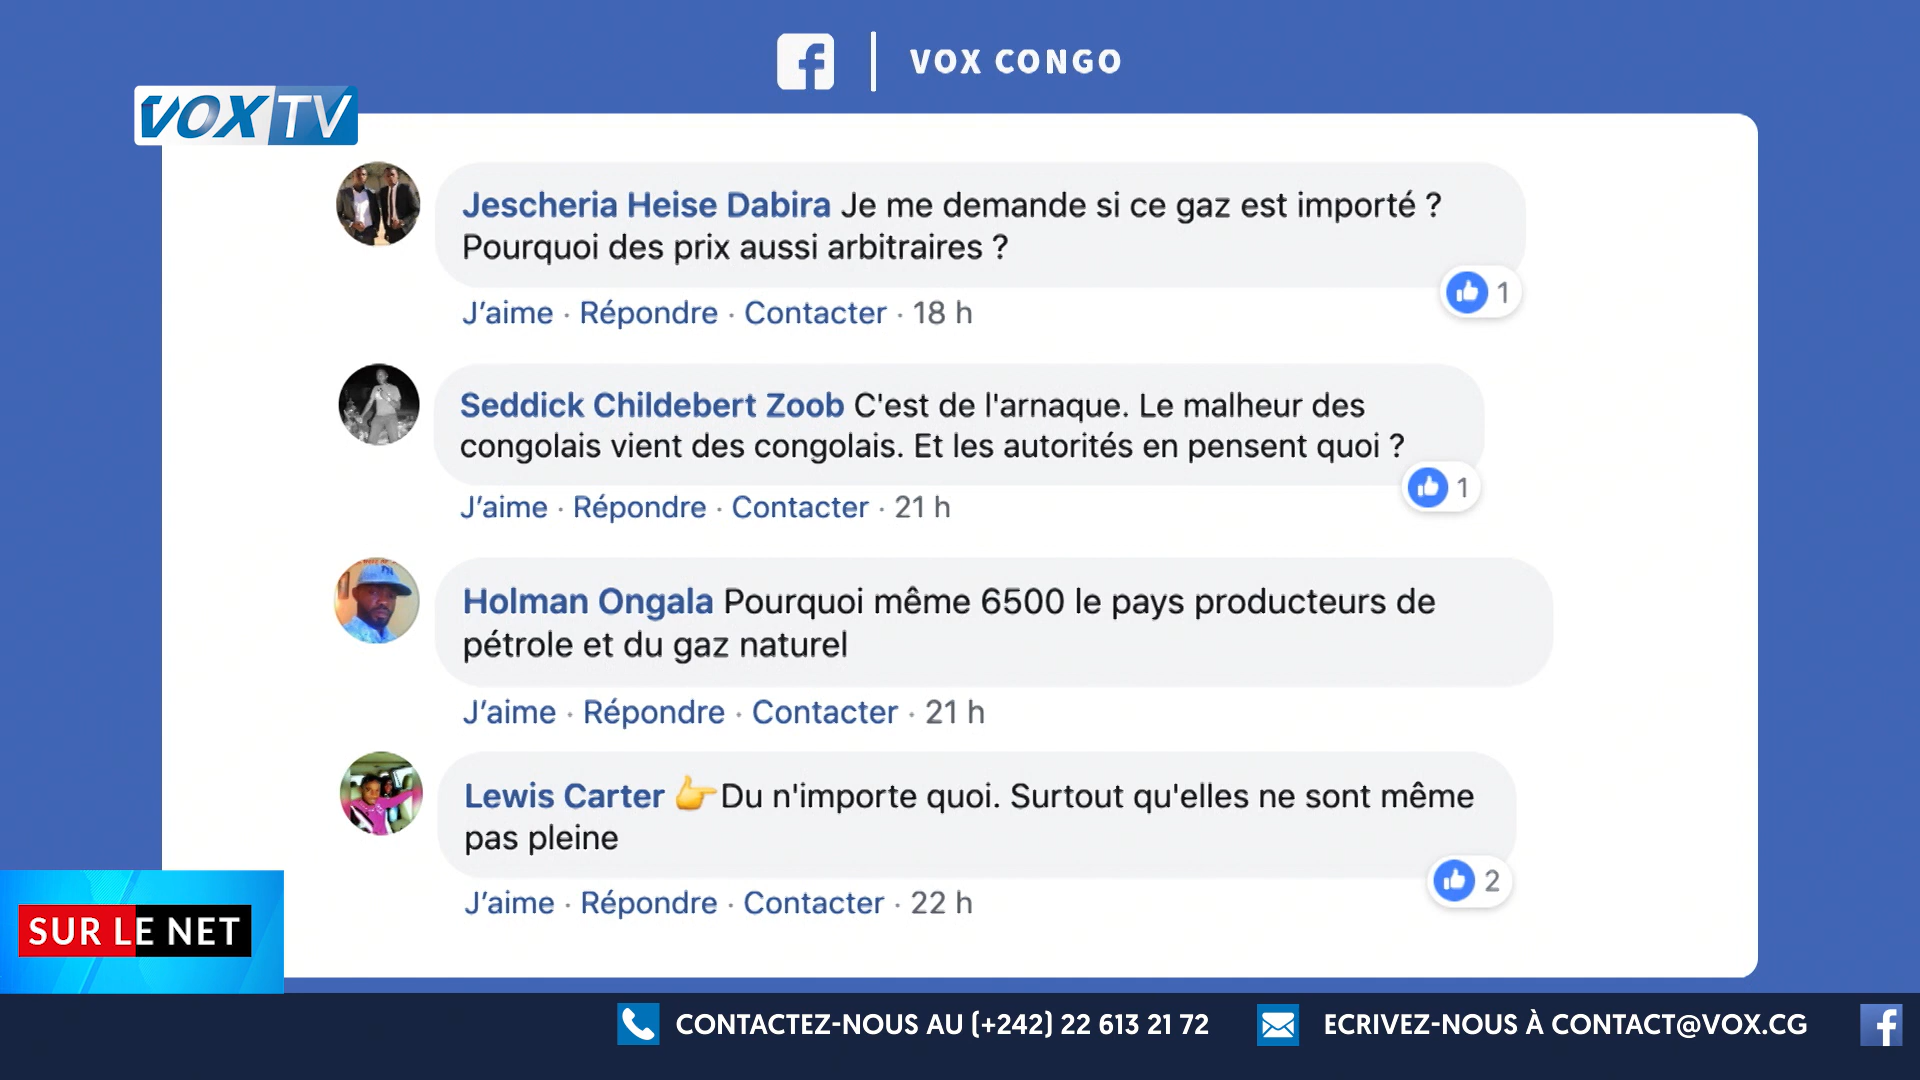 VOX CONGO
VOX TV
Jescheria Heise Dabira Je me demande si ce gaz est importé ?
Pourquoi des prix aussi arbitraires ?
1
J’aime · Répondre · Contacter · 18 h
Seddick Childebert Zoob C'est de l'arnaque. Le malheur des
congolais vient des congolais. Et les autorités en pensent quoi ?
1
J’aime · Répondre · Contacter · 21 h
Holman Ongala Pourquoi même 6500 le pays producteurs de
pétrole et du gaz naturel
J’aime · Répondre · Contacter · 21 h
Lewis Carter 👉Du n'importe quoi. Surtout qu'elles ne sont même
pas pleine
2
J’aime · Répondre · Contacter · 22 h
SUR LE NET
CONTACTEZ-NOUS AU (+242) 22 613 21 72
ECRIVEZ-NOUS À CONTACT@VOX.CG